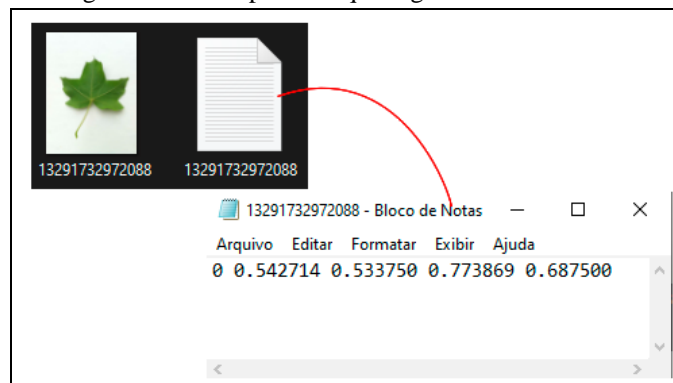 13291732972088 13291732972088
13291732972088 - Bloco de Notas
Arquivo Editar Formatar Exibir Ajuda
0 0.542714 0.533750 0.773869 0.687500